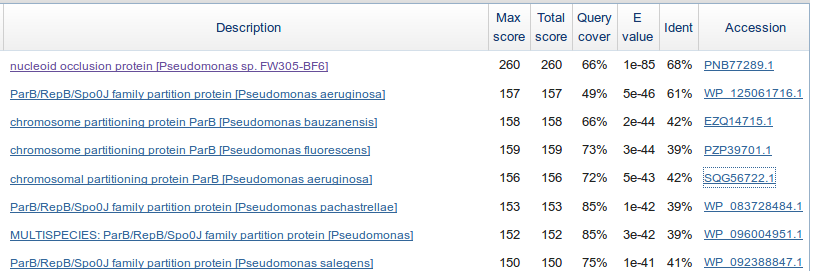 Description Max score Total score Query cover E value Ident Accession
nucleoid occlusion protein [Pseudomonas sp. FW305-BF6] 260 260 66% 1e-85 68% PNB77289.1
ParB/RepB/Spo0J family partition protein [Pseudomonas aeruginosa] 157 157 49% 5e-46 61% WP_125061716.1
chromosome partitioning protein ParB [Pseudomonas bauzanensis] 158 158 66% 2e-44 42% EZQ14715.1
chromosome partitioning protein ParB [Pseudomonas fluorescens] 159 159 73% 3e-44 39% PZP39701.1
chromosomal partitioning protein ParB [Pseudomonas aeruginosa] 156 156 72% 5e-43 42% SQG56722.1
ParB/RepB/Spo0J family partition protein [Pseudomonas pachastrellae] 153 153 85% 1e-42 39% WP_083728484.1
MULTISPECIES: ParB/RepB/Spo0J family partition protein [Pseudomonas] 152 152 85% 3e-42 39% WP_096004951.1
ParB/RepB/Spo0J family partition protein [Pseudomonas salegens] 150 150 75% 1e-41 41% WP_092388847.1